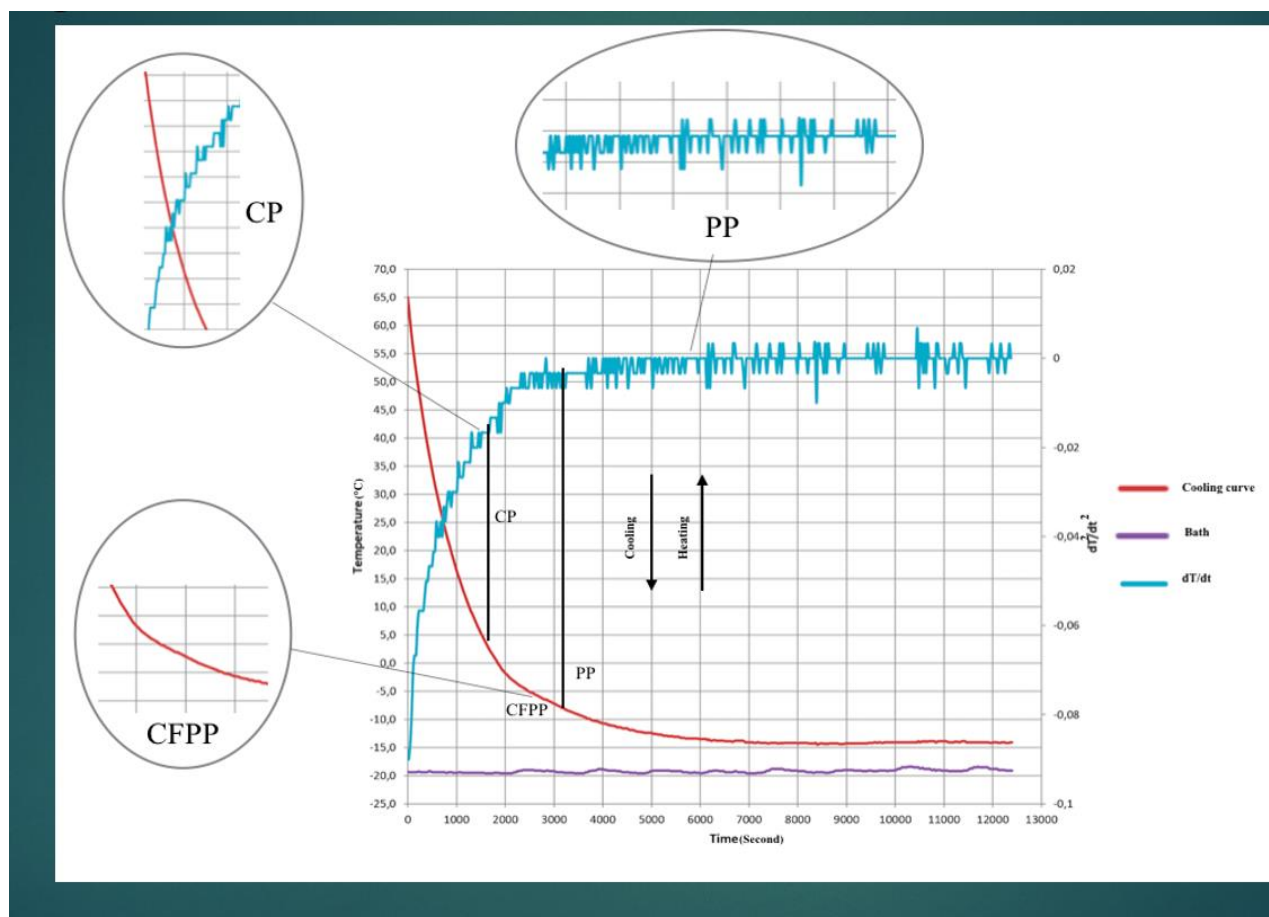 CP
PP
CFPP
70,0
65,0
60,0
55,0
50,0
45,0
40,0
35,0
30,0
25,0
20,0
15,0
10,0
5,0
0,0
-5,0
-10,0
-15,0
-20,0
-25,0
Temperature(°C)
0,02
0
-0,02
-0,04
-0,06
-0,08
-0,1
dT²/dt²
CP
PP
CFPP
Cooling
Heating
0 1000 2000 3000 4000 5000 6000 7000 8000 9000 10000 11000 12000 13000
Time(Second)
Cooling curve
Bath
dT/dt